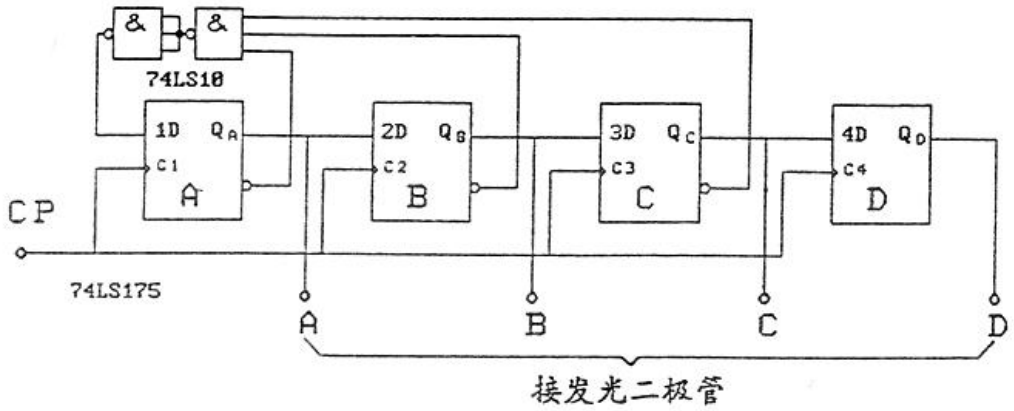 & &
74LS10
1D QA 2D QB 3D QC 4D QD
C1 C2 C3 C4
A B C D
CP
74LS175
A B C D
接发光二极管